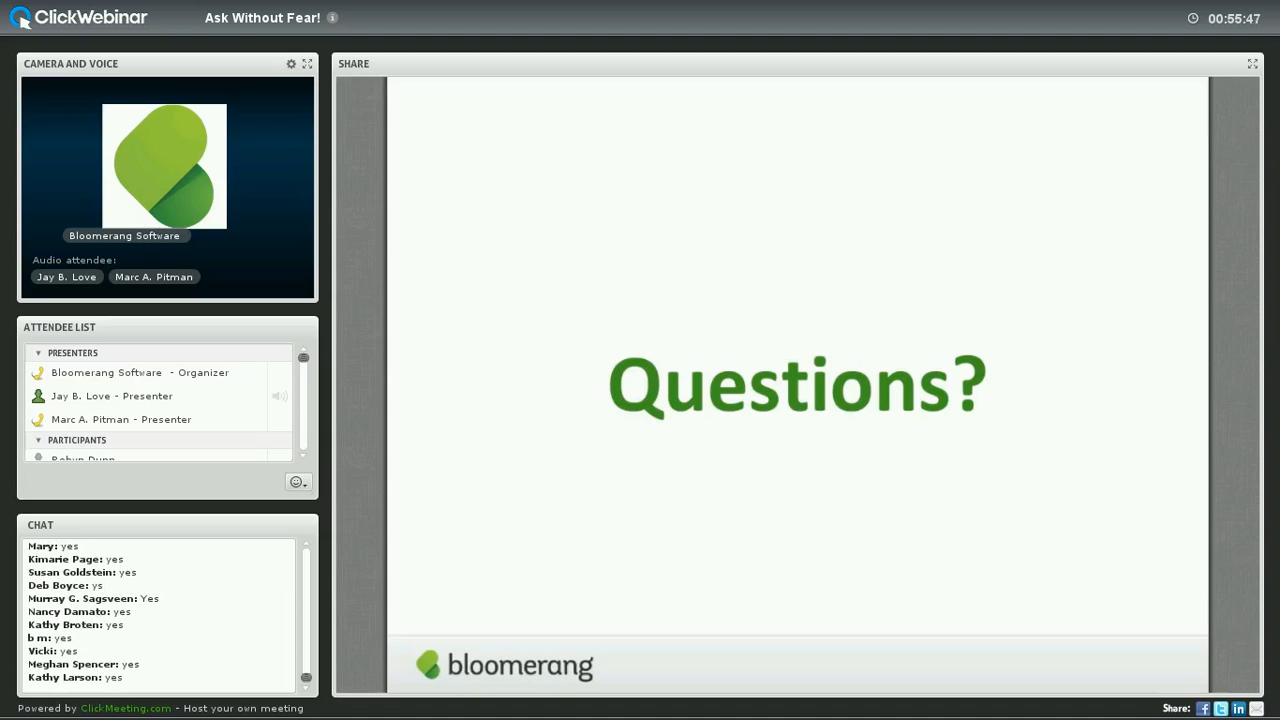 ClickWebinar
Ask Without Fear!
00:55:47
CAMERA AND VOICE
Bloomerang Software
Audio attendee:
Jay B. Love
Marc A. Pitman
ATTENDEE LIST
PRESENTERS
Bloomerang Software - Organizer
Jay B. Love - Presenter
Marc A. Pitman - Presenter
PARTICIPANTS
Robyn Dunn
CHAT
Mary: yes
Kimarie Page: yes
Susan Goldstein: yes
Deb Boyce: ys
Murray G. Sagsveen: Yes
Nancy Damato: yes
Kathy Broten: yes
b m: yes
Vicki: yes
Meghan Spencer: yes
Kathy Larson: yes
SHARE
Questions?
bloomerang
Powered by ClickMeeting.com - Host your own meeting
Share: